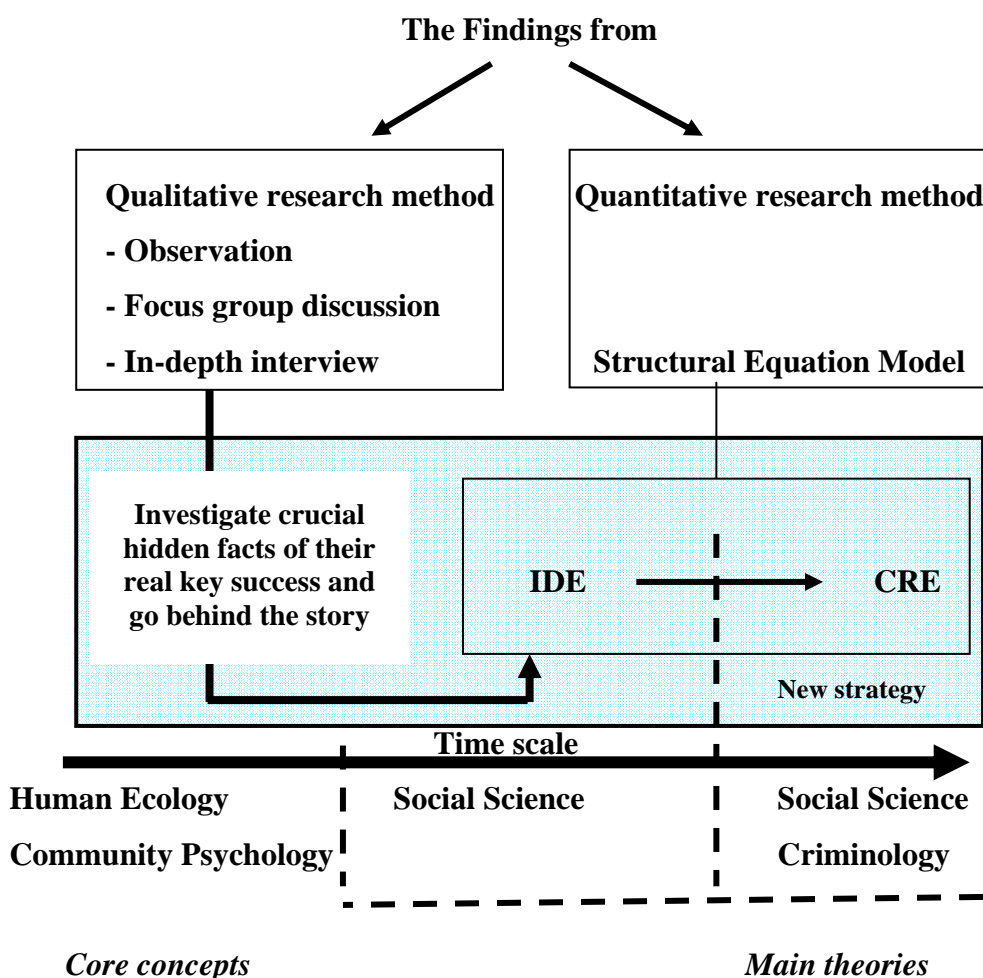 The Findings from
Qualitative research method
- Observation
- Focus group discussion
- In-depth interview
Quantitative research method
Structural Equation Model
Investigate crucial
hidden facts of their
real key success and
go behind the story
IDE
CRE
New strategy
Time scale
Human Ecology
Community Psychology
Social Science
Social Science
Criminology
Core concepts
Main theories